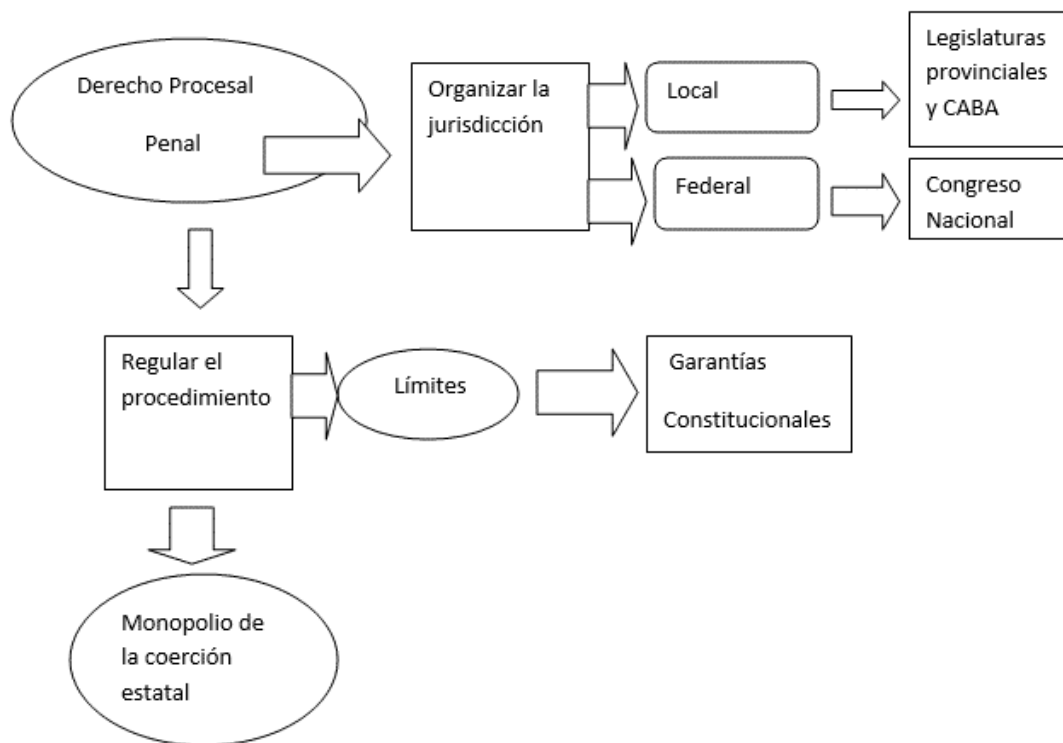 Derecho Procesal
Penal
Organizar la
jurisdicción
Local
Legislaturas
provinciales
y CABA
Federal
Congreso
Nacional
Regular el
procedimiento
Límites
Garantías
Constitucionales
Monopolio de
la coerción
estatal